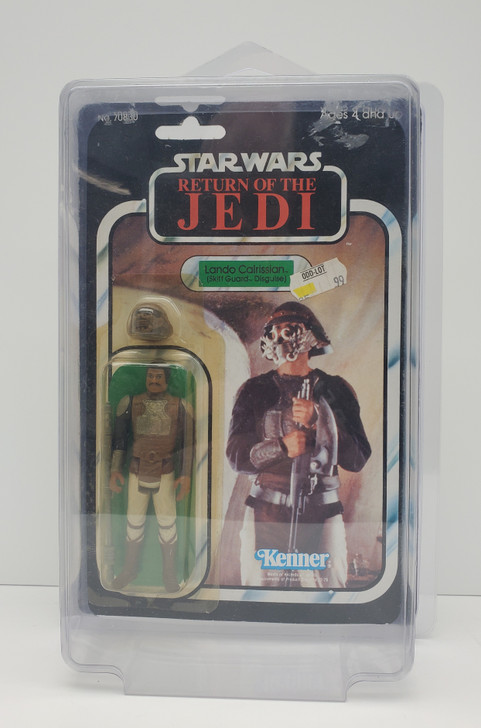 No. 70830
Ages 4 and up
STAR WARS
RETURN OF THE
JEDI
Lando Calrissian™
(Skiff Guard Disguise)
ODD-LOT
99
Kenner